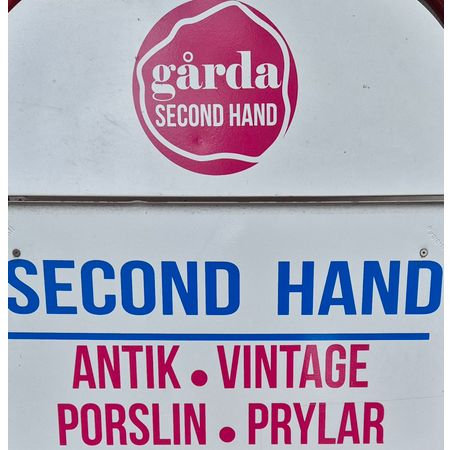 gårda
SECOND HAND
SECOND HAND
ANTIK • VINTAGE
PORSLIN • PRYLAR